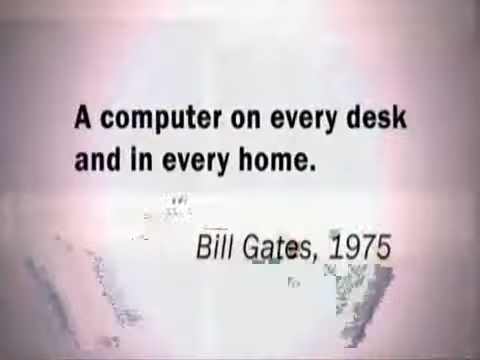 A computer on every desk
and in every home.
Bill Gates, 1975